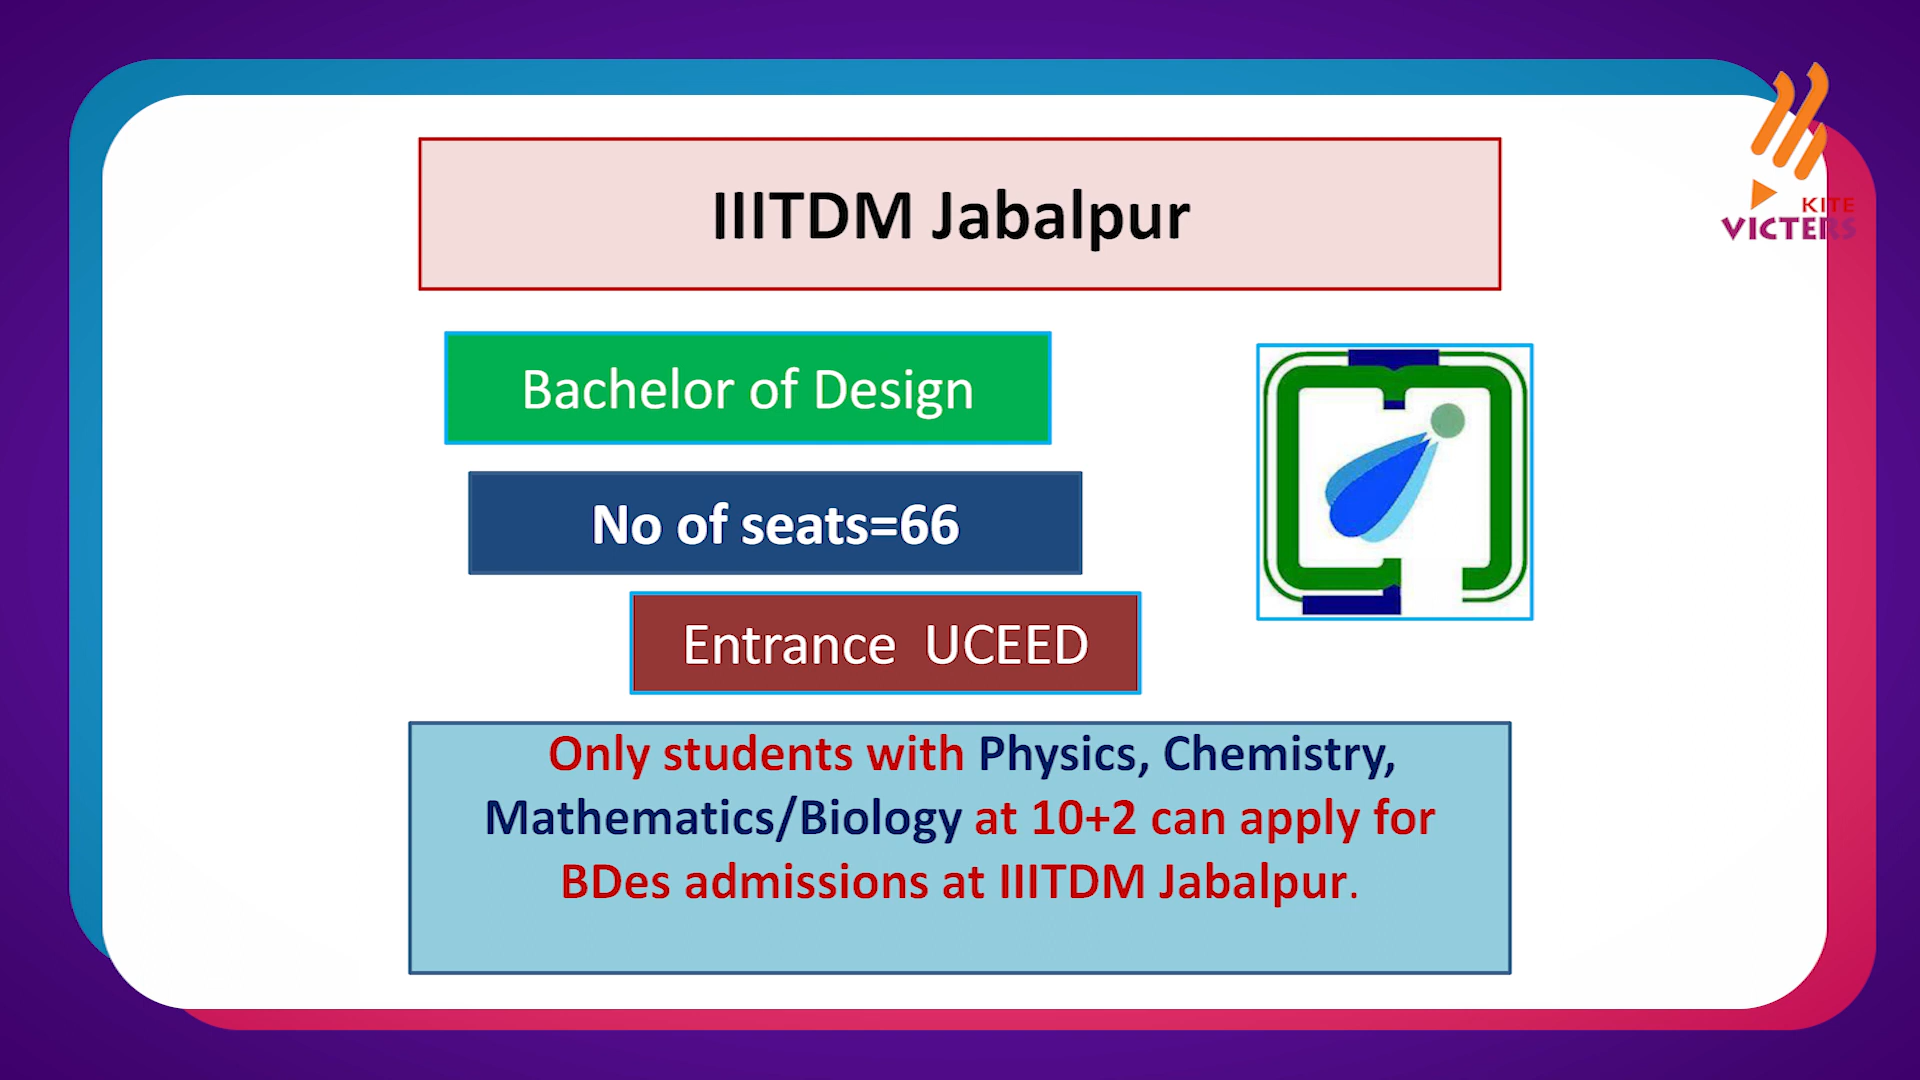 IIITDM Jabalpur
KITE
VICTERS
Bachelor of Design
No of seats=66
Entrance UCEED
Only students with Physics, Chemistry,
Mathematics/Biology at 10+2 can apply for
BDes admissions at IIITDM Jabalpur.